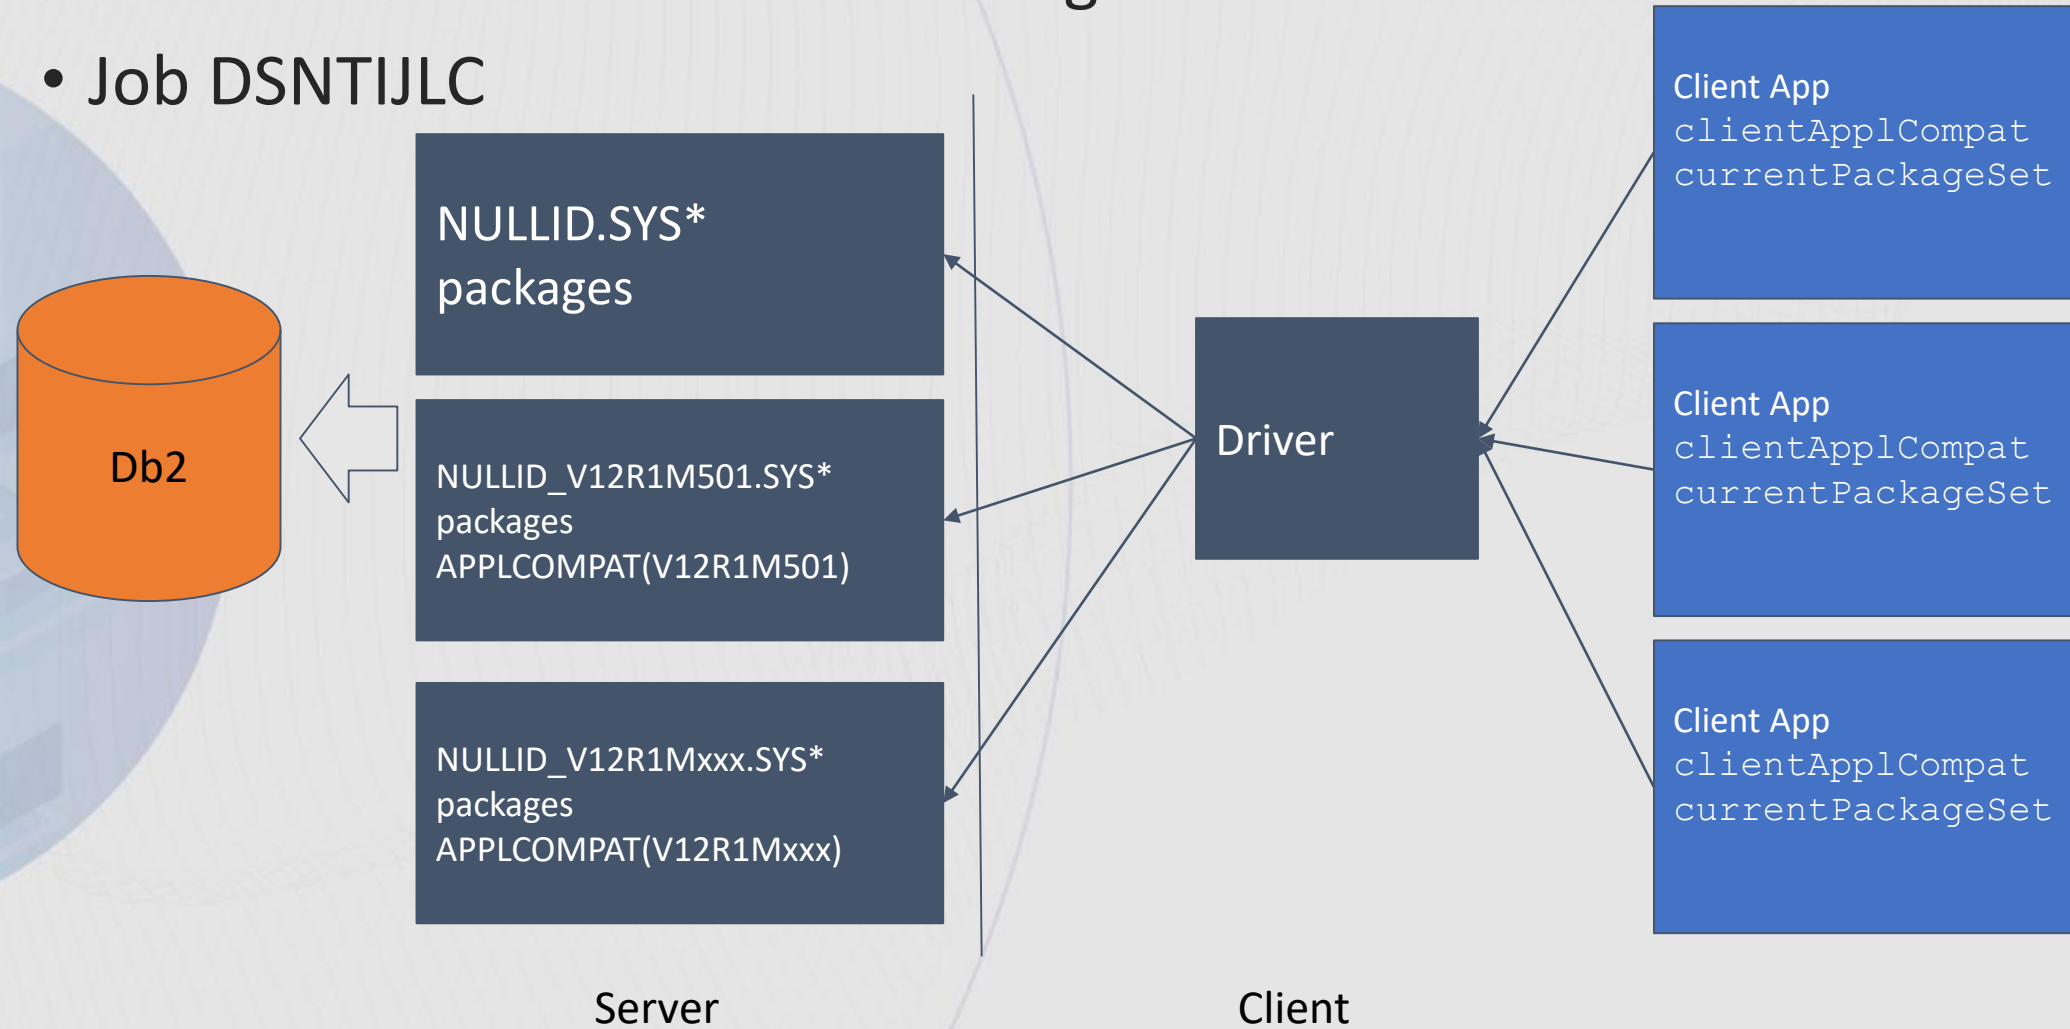 • Job DSNTIJLC
NULLID.SYS*
packages
NULLID_V12R1M501.SYS*
packages
APPLCOMPAT(V12R1M501)
NULLID_V12R1Mxxx.SYS*
packages
APPLCOMPAT(V12R1Mxxx)
Db2
Driver
Client App
clientApplCompat
currentPackageSet
Client App
clientApplCompat
currentPackageSet
Client App
clientApplCompat
currentPackageSet
Server
Client